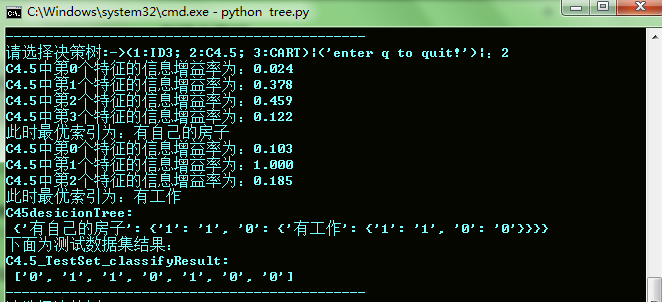 C:\Windows\system32\cmd.exe - python tree.py
--------------------------------------------
请选择决策树:->(1:ID3; 2:C4.5; 3:CART)|('enter q to quit!')|：2
C4.5中第0个特征的信息增益率为：0.024
C4.5中第1个特征的信息增益率为：0.378
C4.5中第2个特征的信息增益率为：0.459
C4.5中第3个特征的信息增益率为：0.122
此时最优索引为：有自己的房子
C4.5中第0个特征的信息增益率为：0.103
C4.5中第1个特征的信息增益率为：1.000
C4.5中第2个特征的信息增益率为：0.185
此时最优索引为：有工作
C45desicionTree:
{'有自己的房子': {'1': '1', '0': {'有工作': {'1': '1', '0': '0'}}}}
下面为测试数据集结果：
C4.5_TestSet_classifyResult:
['0', '1', '1', '0', '1', '0', '0']
--------------------------------------------